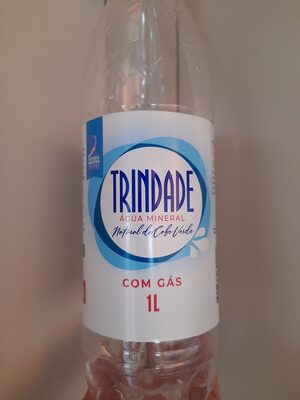 TRINDADE
ÁGUA MINERAL
Natural de Cabo Verde
COM GÁS
1L